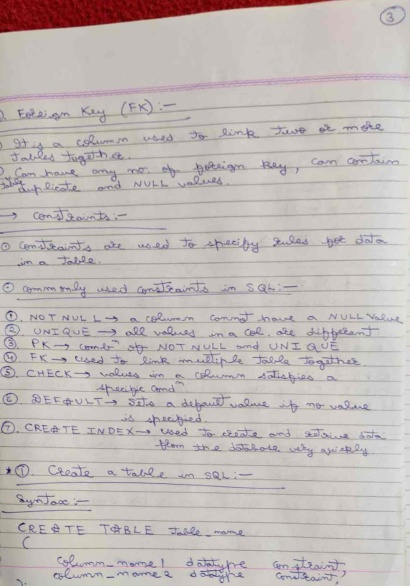 3
Foreign Key (FK):-
It is a column used to link two or more
tables together.
Can have any no. of foreign key, can contain
duplicate and NULL values.
→ Constraints:-
⊙ Constraints are used to specify rules for data
in a table.
⊙ Commonly used constraints in SQL:-
①. NOT NULL → a column cannot have a NULL Value
② UNIQUE → all values in a col. are different
③ PK → combn of NOT NULL and UNIQUE
④ FK → used to link multiple table together
⑤. CHECK → values in a column satisfies a
specific condn
⑥. DEFAULT → Sets a default value if no value
is specified.
⑦. CREATE INDEX → used to create and retrive data
from the database very quickly
*①. Create a table in SQL:-
Syntax:-
CREATE TABLE table_name
(
column_name1 datatype constraint,
column_name2 datatype constraint,
);